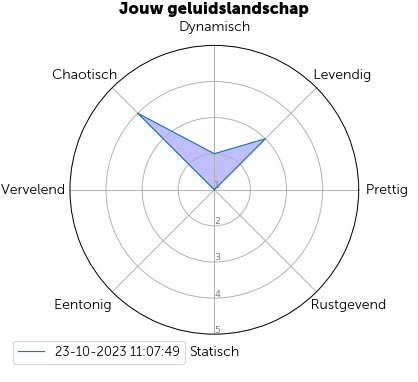 Jouw geluidslandschap
Dynamisch
Chaotisch
Levendig
Vervelend
Prettig
1
2
3
4
5
Eentonig
Rustgevend
23-10-2023 11:07:49
Statisch